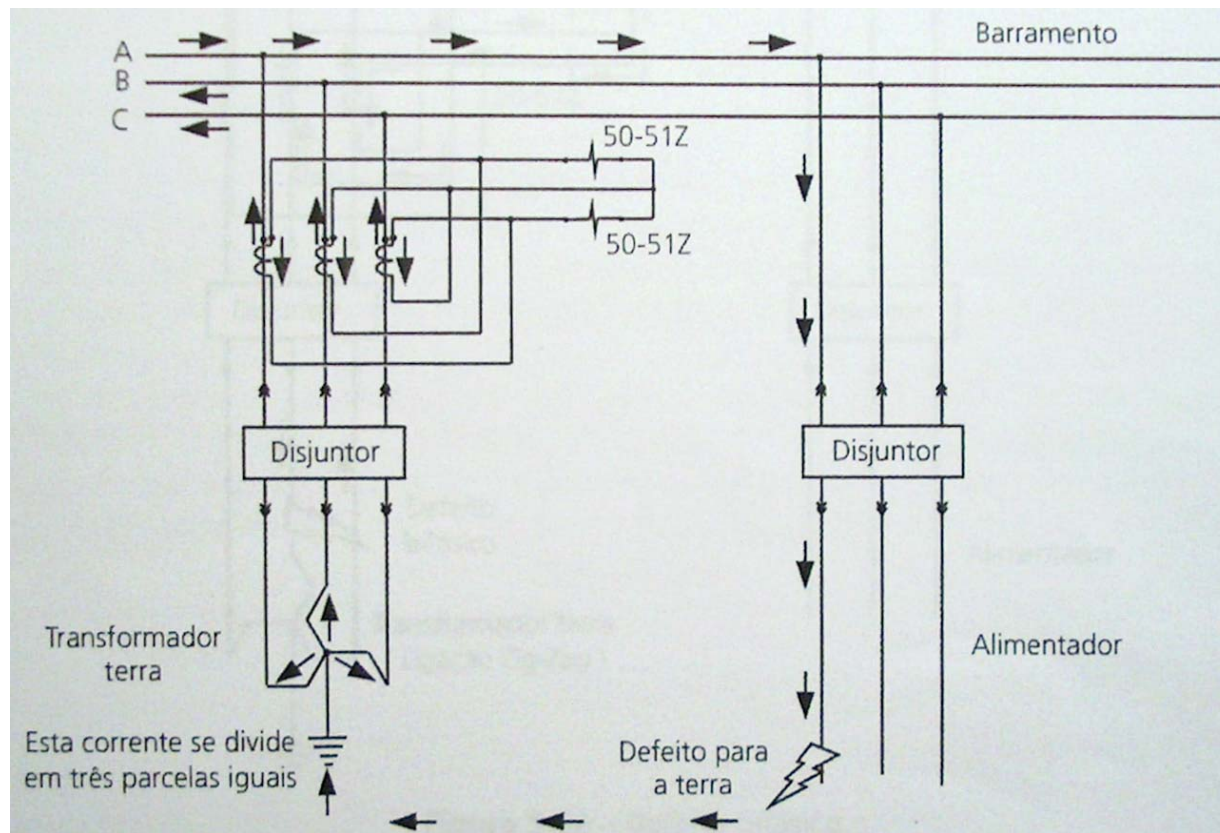 Barramento
A
B
C
50-51Z
50-51Z
Disjuntor
Disjuntor
Transformador
terra
Alimentador
Esta corrente se divide
em três parcelas iguais
Defeito para
a terra